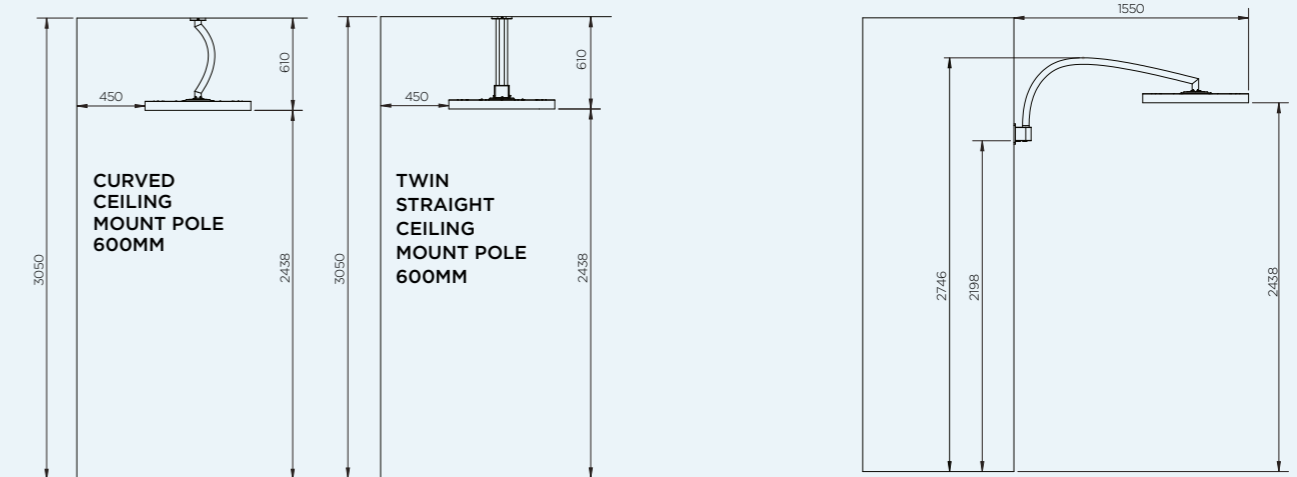 610
450
CURVED
CEILING
MOUNT POLE
600MM
3050
2438
610
450
TWIN
STRAIGHT
CEILING
MOUNT POLE
600MM
3050
2438
1550
2746
2198
2438